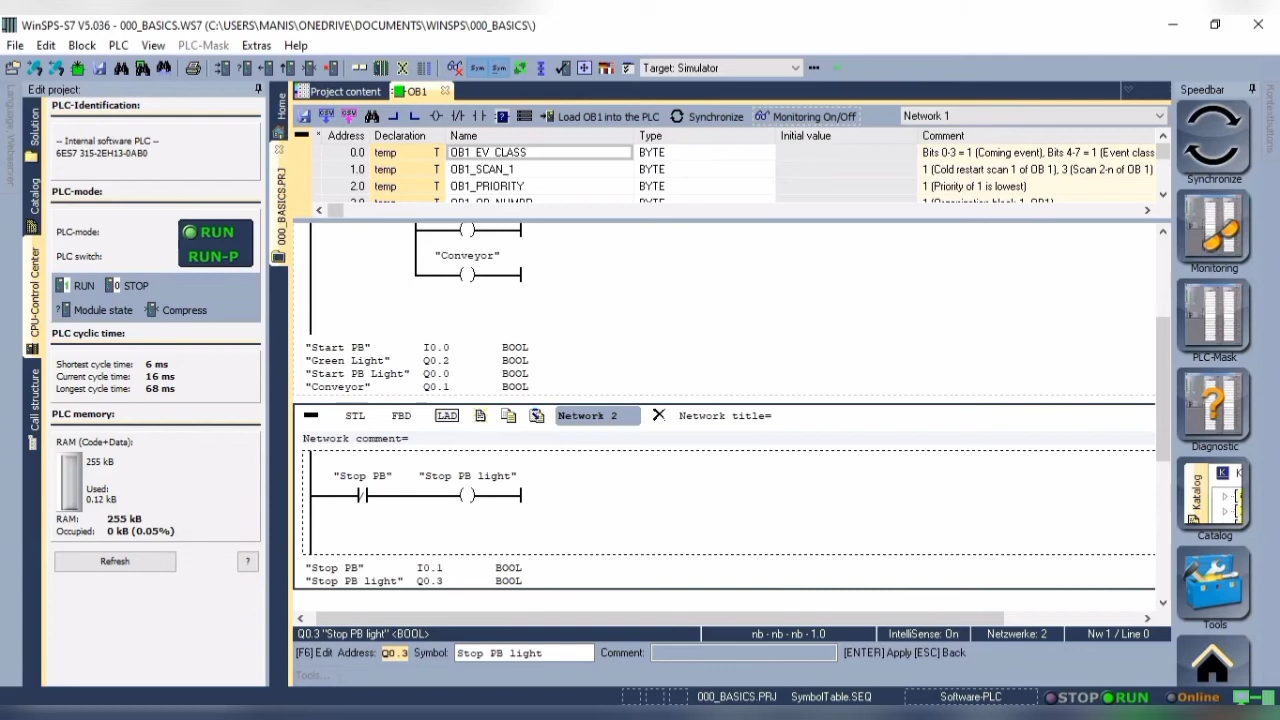 WinSPS-S7 V5.036 - 000_BASICS.WS7 (C:\USERS\MANIS\ONEDRIVE\DOCUMENTS\WINSPS\000_BASICS\)
File Edit Block PLC View PLC-Mask Extras Help
Target: Simulator
Edit project:
Project content OB1
Speedbar
PLC-Identification:
Load OB1 into the PLC Synchronize Monitoring On/Off Network 1
-- Internal software PLC --
6ES7 315-2EH13-0AB0
Address Declaration Name Type Initial value Comment
0.0 temp T OB1_EV_CLASS BYTE Bits 0-3 = 1 (Coming event), Bits 4-7 = 1 (Event class
1.0 temp T OB1_SCAN_1 BYTE 1 (Cold restart scan 1 of OB 1), 3 (Scan 2-n of OB 1)
2.0 temp T OB1_PRIORITY BYTE 1 (Priority of 1 is lowest)
Synchronize
PLC-mode:
PLC-mode: RUN
PLC switch: RUN-P
RUN STOP
Module state Compress
PLC cyclic time:
Shortest cycle time: 6 ms
Current cycle time: 16 ms
Longest cycle time: 68 ms
PLC memory:
RAM (Code+Data):
255 kB
Used:
0.12 kB
RAM: 255 kB
Occupied: 0 kB (0.05%)
Refresh ?
Solution
Catalog
CPU-Control Center
Call structure
Home
000_BASICS.PRJ
"Conveyor"
"Start PB" I0.0 BOOL
"Green Light" Q0.2 BOOL
"Start PB Light" Q0.0 BOOL
"Conveyor" Q0.1 BOOL
STL FBD LAD Network 2 Network title=
Network comment=
"Stop PB" "Stop PB light"
"Stop PB" I0.1 BOOL
"Stop PB light" Q0.3 BOOL
Monitoring
PLC-Mask
Diagnostic
Katalog
Catalog
Tools
Q0.3 "Stop PB light" <BOOL> nb - nb - nb - 1.0 IntelliSense: On Netzwerke: 2 Nw 1 / Line 0
[F6] Edit Address: Q0.3 Symbol: Stop PB light Comment: [ENTER] Apply [ESC] Back
Tools...
000_BASICS.PRJ SymbolTable.SEQ Software-PLC STOP RUN Online